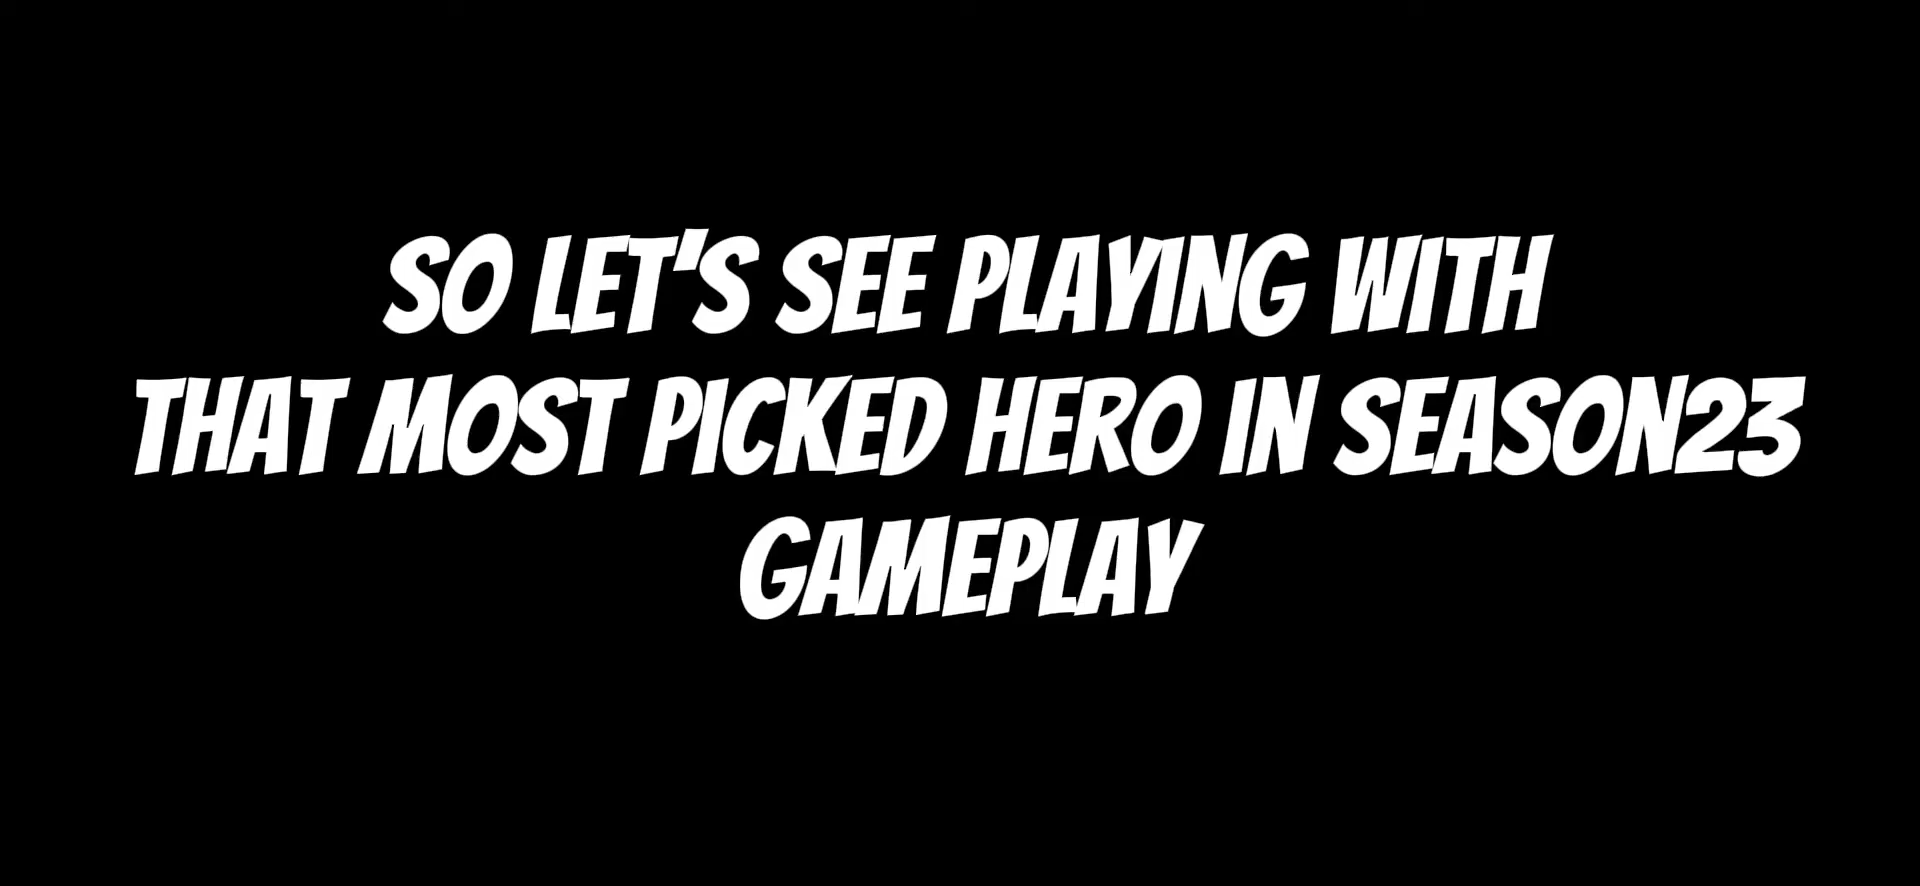 SO LET'S SEE PLAYING WITH
THAT MOST PICKED HERO IN SEASON23
GAMEPLAY